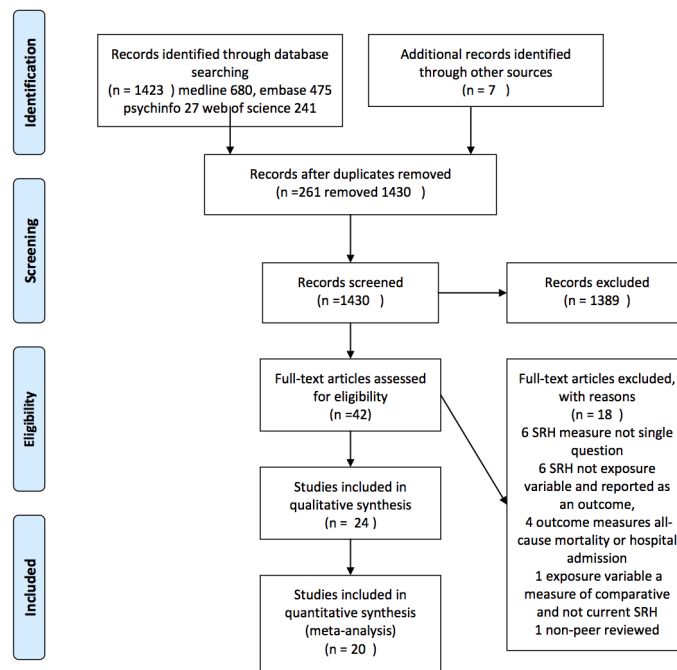 Identification
Records identified through database
searching
(n = 1423 ) medline 680, embase 475
psychinfo 27 web of science 241
Additional records identified
through other sources
(n = 7 )
Records after duplicates removed
(n =261 removed 1430 )
Screening
Records screened
(n =1430 )
Records excluded
(n = 1389 )
Eligibility
Full-text articles assessed
for eligibility
(n =42)
Full-text articles excluded,
with reasons
(n = 18 )
6 SRH measure not single
question
6 SRH not exposure
variable and reported as
an outcome,
4 outcome measures all-
cause mortality or hospital
admission
1 exposure variable a
measure of comparative
and not current SRH
1 non-peer reviewed
Studies included in
qualitative synthesis
(n = 24 )
Included
Studies included in
quantitative synthesis
(meta-analysis)
(n = 20 )